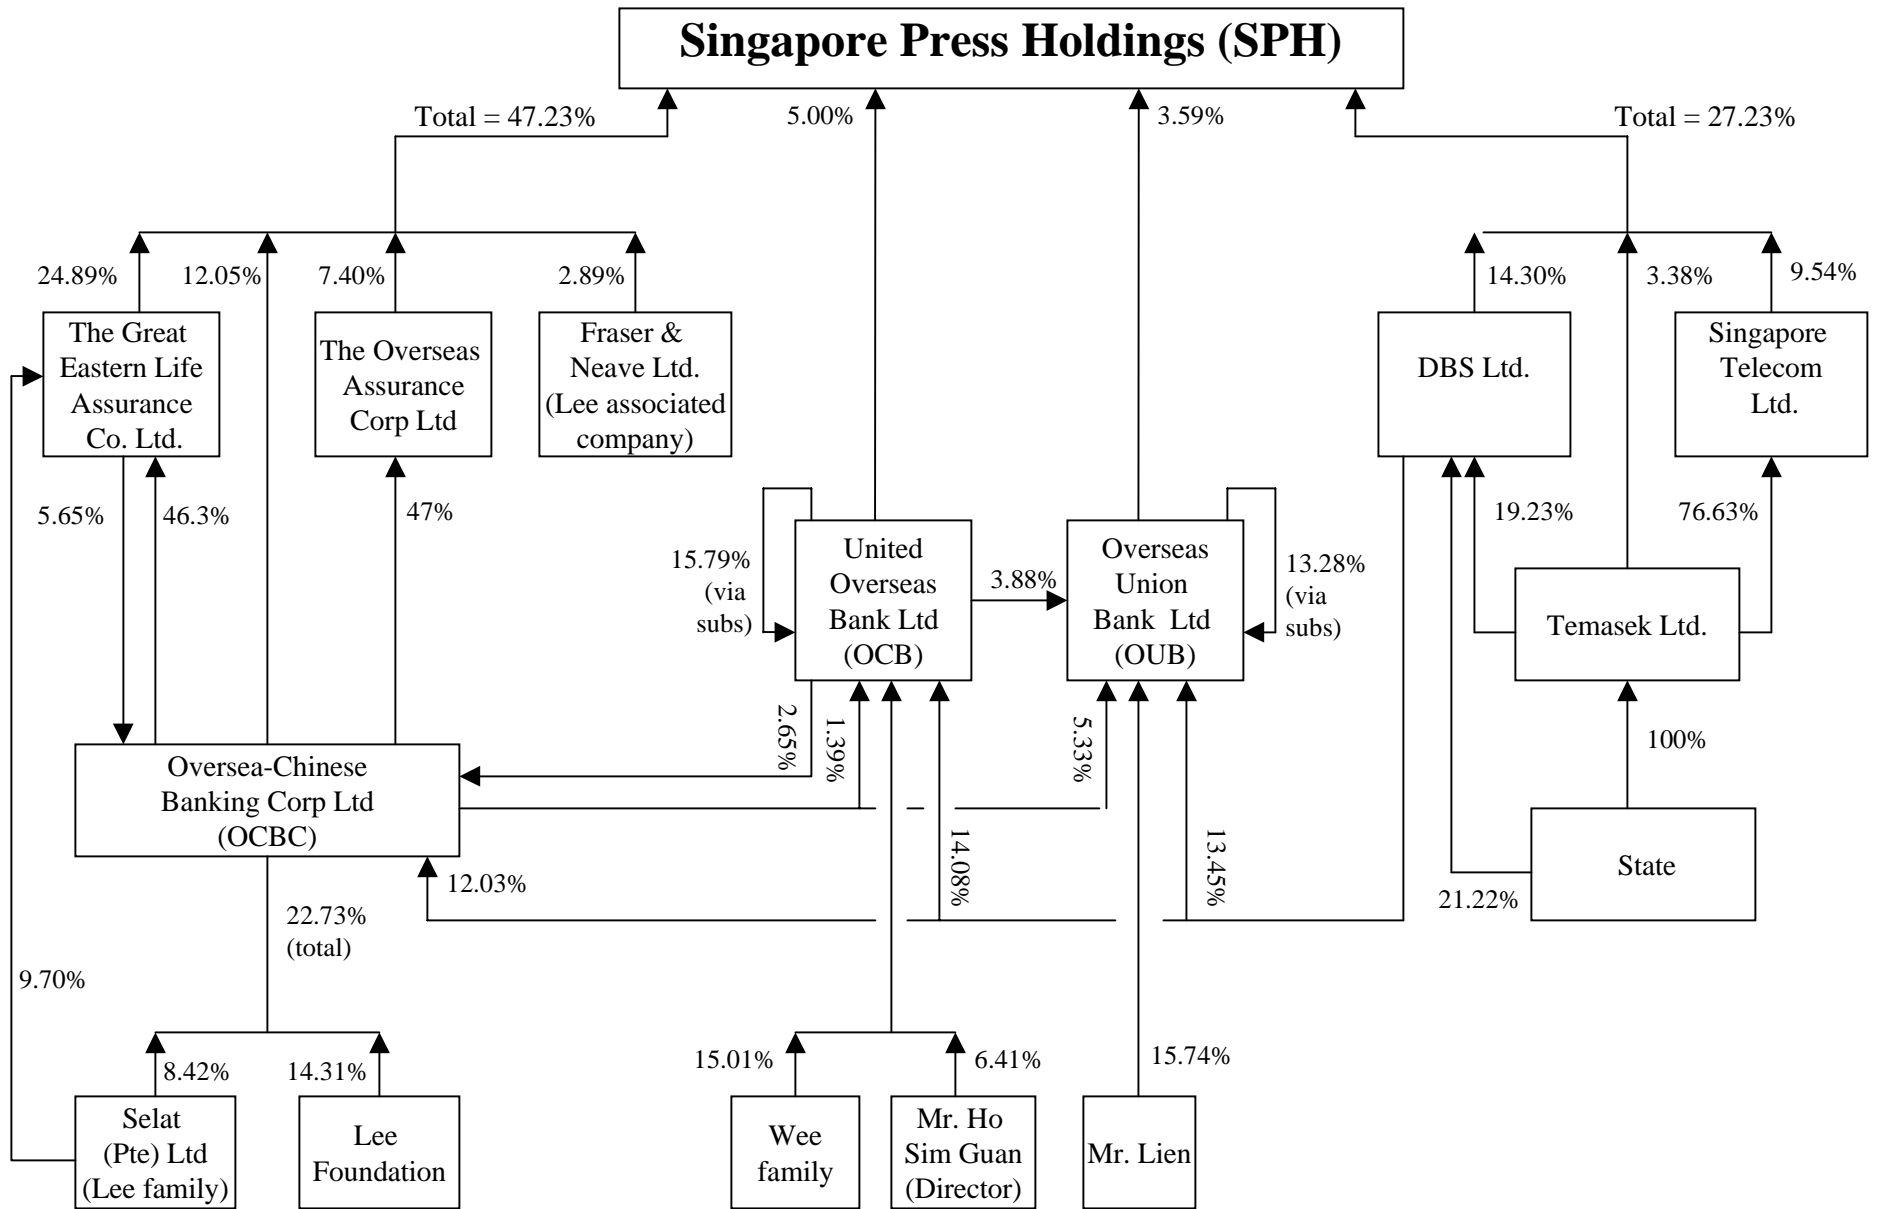 Singapore Press Holdings (SPH)
Total = 47.23%
5.00%
3.59%
Total = 27.23%
24.89%
12.05%
7.40%
2.89%
14.30%
3.38%
9.54%
The Great
Eastern Life
Assurance
Co. Ltd.
The Overseas
Assurance
Corp Ltd
Fraser &
Neave Ltd.
(Lee associated
company)
DBS Ltd.
Singapore
Telecom
Ltd.
5.65%
46.3%
47%
19.23%
76.63%
15.79%
(via
subs)
United
Overseas
Bank Ltd
(OCB)
3.88%
Overseas
Union
Bank Ltd
(OUB)
13.28%
(via
subs)
Temasek Ltd.
2.65%
1.39%
5.33%
100%
Oversea-Chinese
Banking Corp Ltd
(OCBC)
12.03%
14.08%
13.45%
State
21.22%
22.73%
(total)
9.70%
8.42%
14.31%
15.01%
6.41%
15.74%
Selat
(Pte) Ltd
(Lee family)
Lee
Foundation
Wee
family
Mr. Ho
Sim Guan
(Director)
Mr. Lien